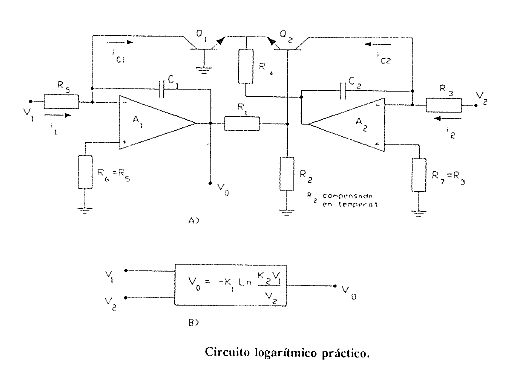 Q1
Q2
iC1
iC2
R4
C1
C2
R5
R3
V1
V2
i1
i2
-
-
A1
A2
R1
+
+
R6 = R5
V0
R2
R7 = R3
R2 compensada
en temperat.
A)
V1
V2
V0 = -K1 Ln K2V1 / V2
V0
B)
Circuito logarítmico práctico.